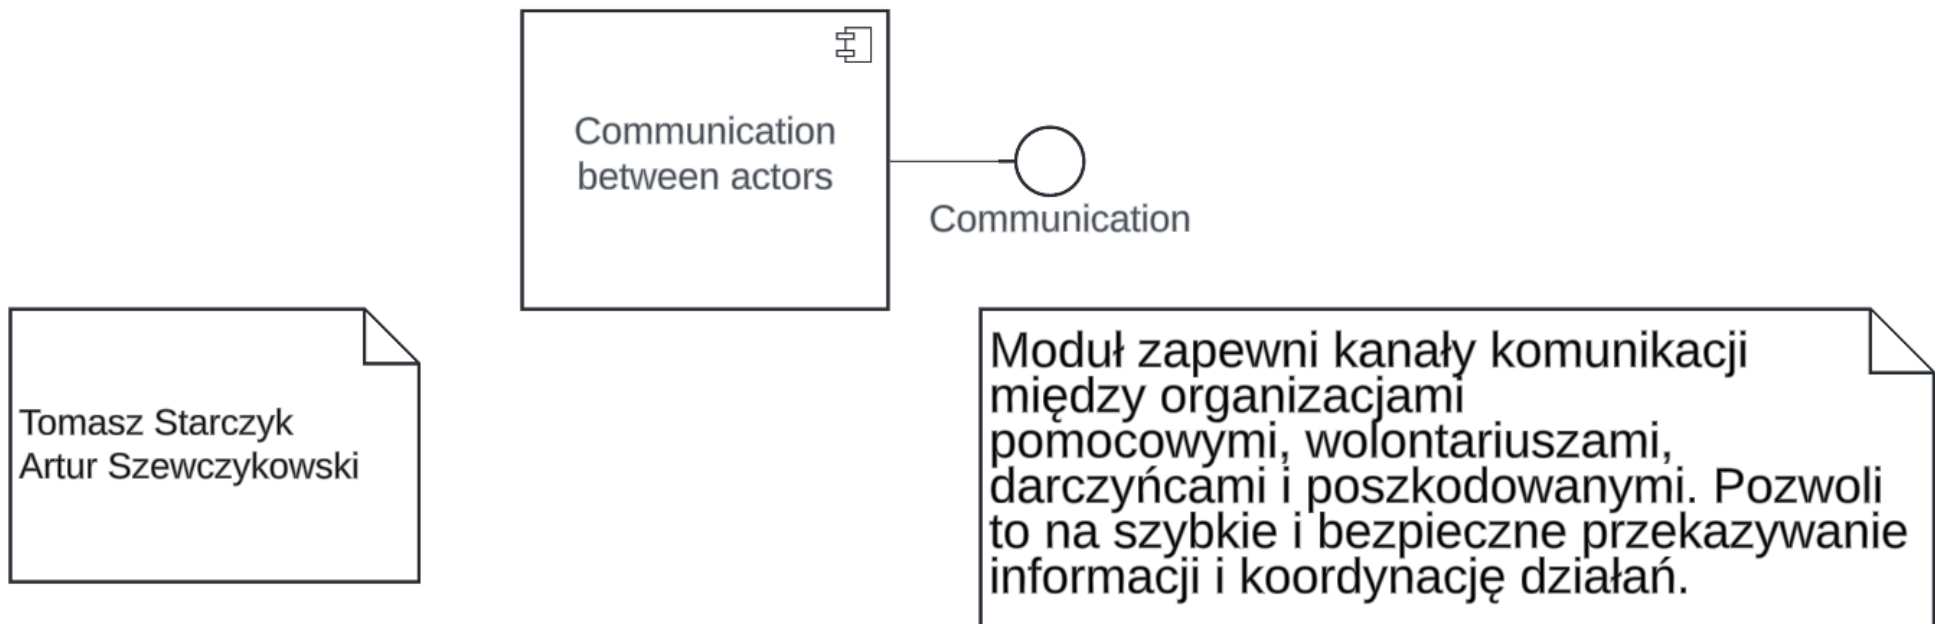 Communication
between actors
Communication
Tomasz Starczyk
Artur Szewczykowski
Moduł zapewni kanały komunikacji
między organizacjami
pomocowymi, wolontariuszami,
darczyńcami i poszkodowanymi. Pozwoli
to na szybkie i bezpieczne przekazywanie
informacji i koordynację działań.